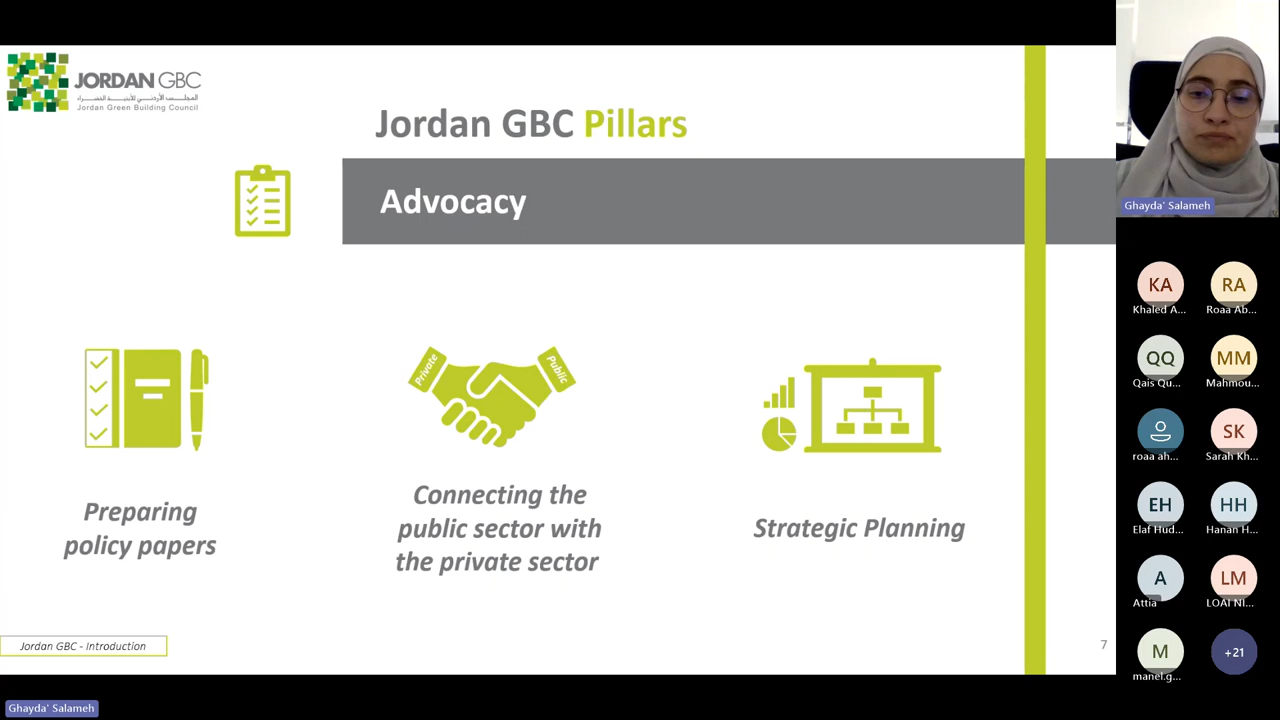 JORDAN GBC
المجلس الأردني للأبنية الخضراء
Jordan Green Building Council
Jordan GBC Pillars
Advocacy
Private
Public
Preparing
policy papers
Connecting the
public sector with
the private sector
Strategic Planning
Jordan GBC - Introduction
7
Ghayda' Salameh
Ghayda' Salameh
KA
RA
Khaled A...
Roaa Ab...
QQ
MM
Qais Qu...
Mahmou...
SK
roaa ah...
Sarah Kh...
EH
HH
Elaf Hud...
Hanan H...
A
LM
Attia
LOAI NI...
M
+21
manel.g...